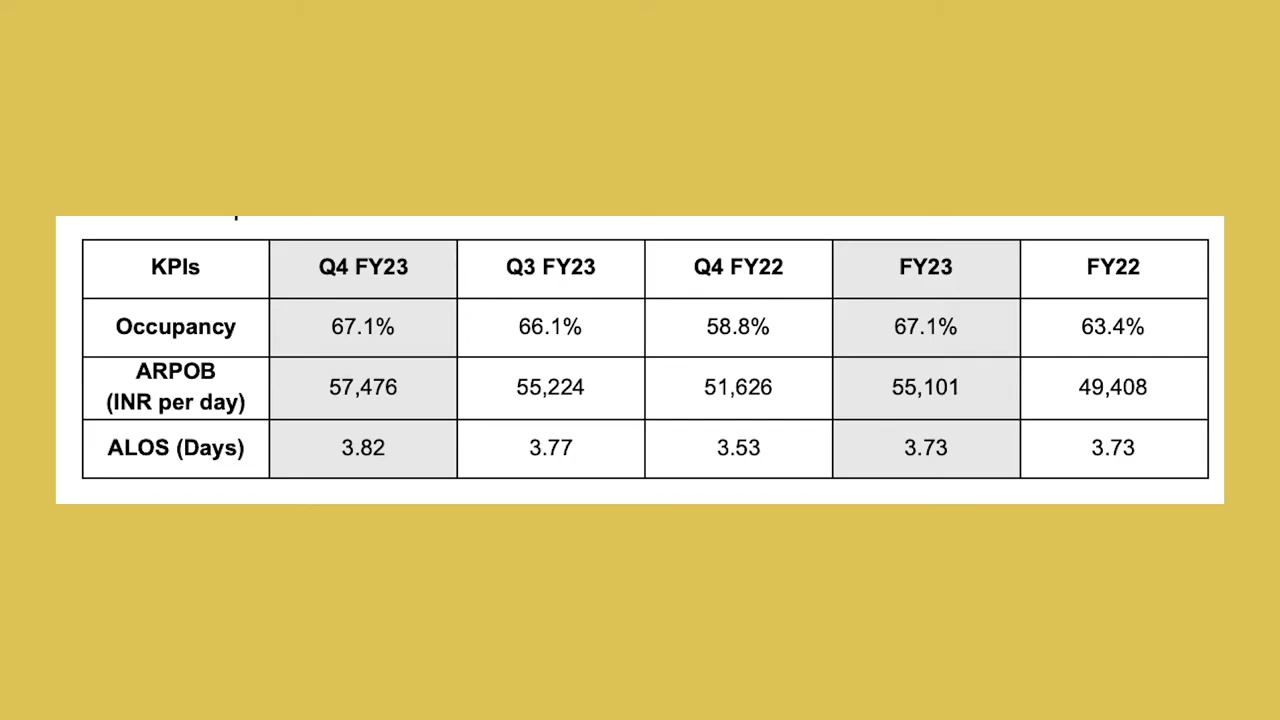 KPIs Q4 FY23 Q3 FY23 Q4 FY22 FY23 FY22
Occupancy 67.1% 66.1% 58.8% 67.1% 63.4%
ARPOB
(INR per day) 57,476 55,224 51,626 55,101 49,408
ALOS (Days) 3.82 3.77 3.53 3.73 3.73